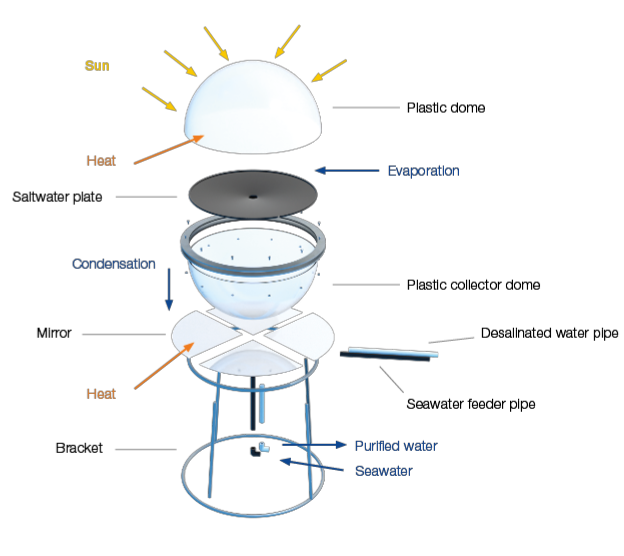 Sun
Plastic dome
Heat
Evaporation
Saltwater plate
Condensation
Plastic collector dome
Mirror
Desalinated water pipe
Heat
Seawater feeder pipe
Bracket
Purified water
Seawater